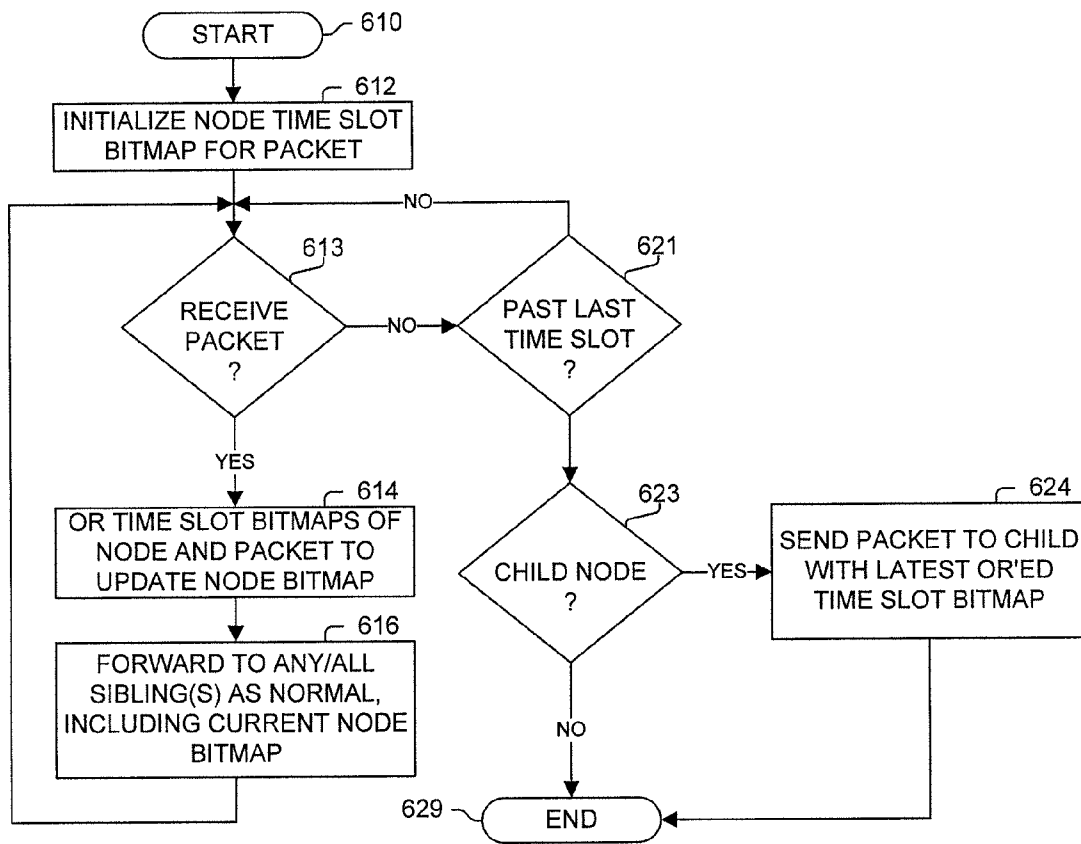 START
610
612
INITIALIZE NODE TIME SLOT
BITMAP FOR PACKET
NO
613
RECEIVE
PACKET
?
NO
621
PAST LAST
TIME SLOT
?
YES
614
OR TIME SLOT BITMAPS OF
NODE AND PACKET TO
UPDATE NODE BITMAP
616
FORWARD TO ANY/ALL
SIBLING(S) AS NORMAL,
INCLUDING CURRENT NODE
BITMAP
623
CHILD NODE
?
YES
624
SEND PACKET TO CHILD
WITH LATEST OR'ED
TIME SLOT BITMAP
NO
629
END